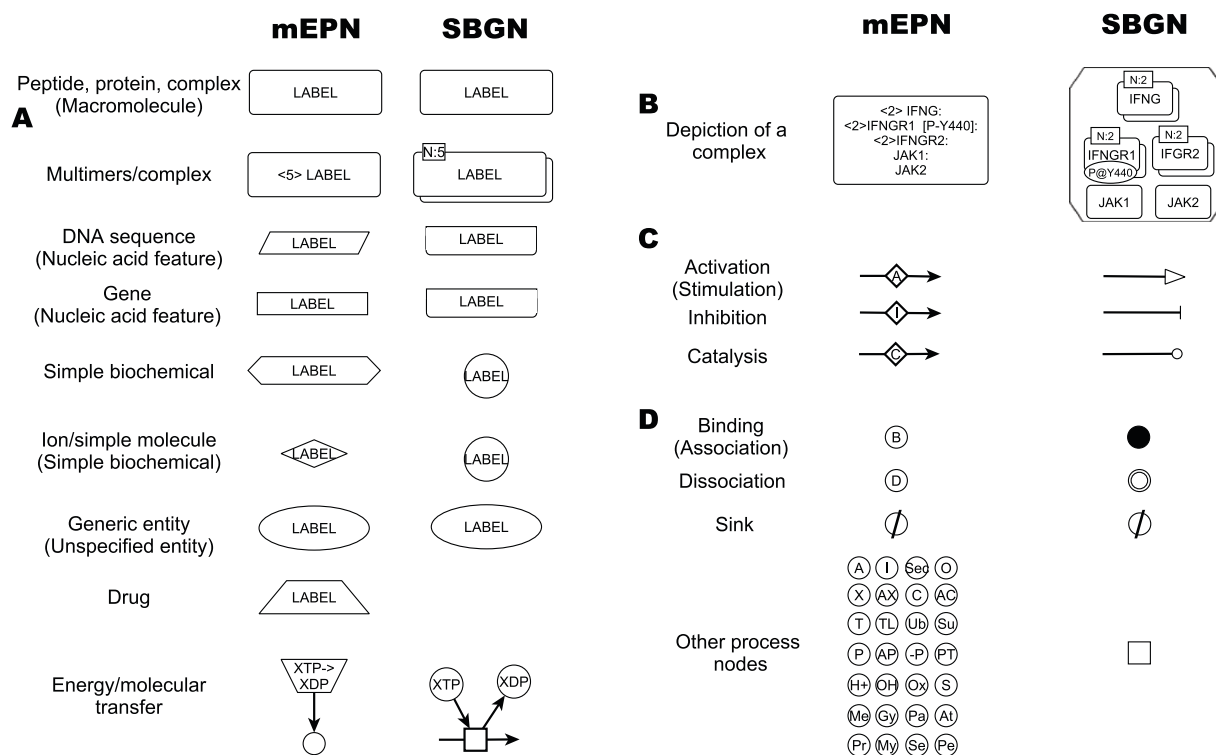 mEPN SBGN
A
Peptide, protein, complex
(Macromolecule)
LABEL LABEL
Multimers/complex
<5> LABEL
N:5
LABEL
DNA sequence
(Nucleic acid feature)
LABEL LABEL
Gene
(Nucleic acid feature)
LABEL LABEL
Simple biochemical
LABEL LABEL
Ion/simple molecule
(Simple biochemical)
LABEL LABEL
Generic entity
(Unspecified entity)
LABEL LABEL
Drug
LABEL
Energy/molecular
transfer
XTP->
XDP
XTP XDP
mEPN SBGN
B
Depiction of a
complex
<2> IFNG:
<2>IFNGR1 [P-Y440]:
<2>IFNGR2:
JAK1:
JAK2
N:2
IFNG
N:2 N:2
IFNGR1 IFGR2
P@Y440
JAK1 JAK2
C
Activation
(Stimulation)
A
Inhibition
I
Catalysis
C
D
Binding
(Association)
B
Dissociation
D
Sink
Other process
nodes
A I Sec O
X AX C AC
T TL Ub Su
P AP -P PT
H+ OH Ox S
Me Gy Pa At
Pr My Se Pe